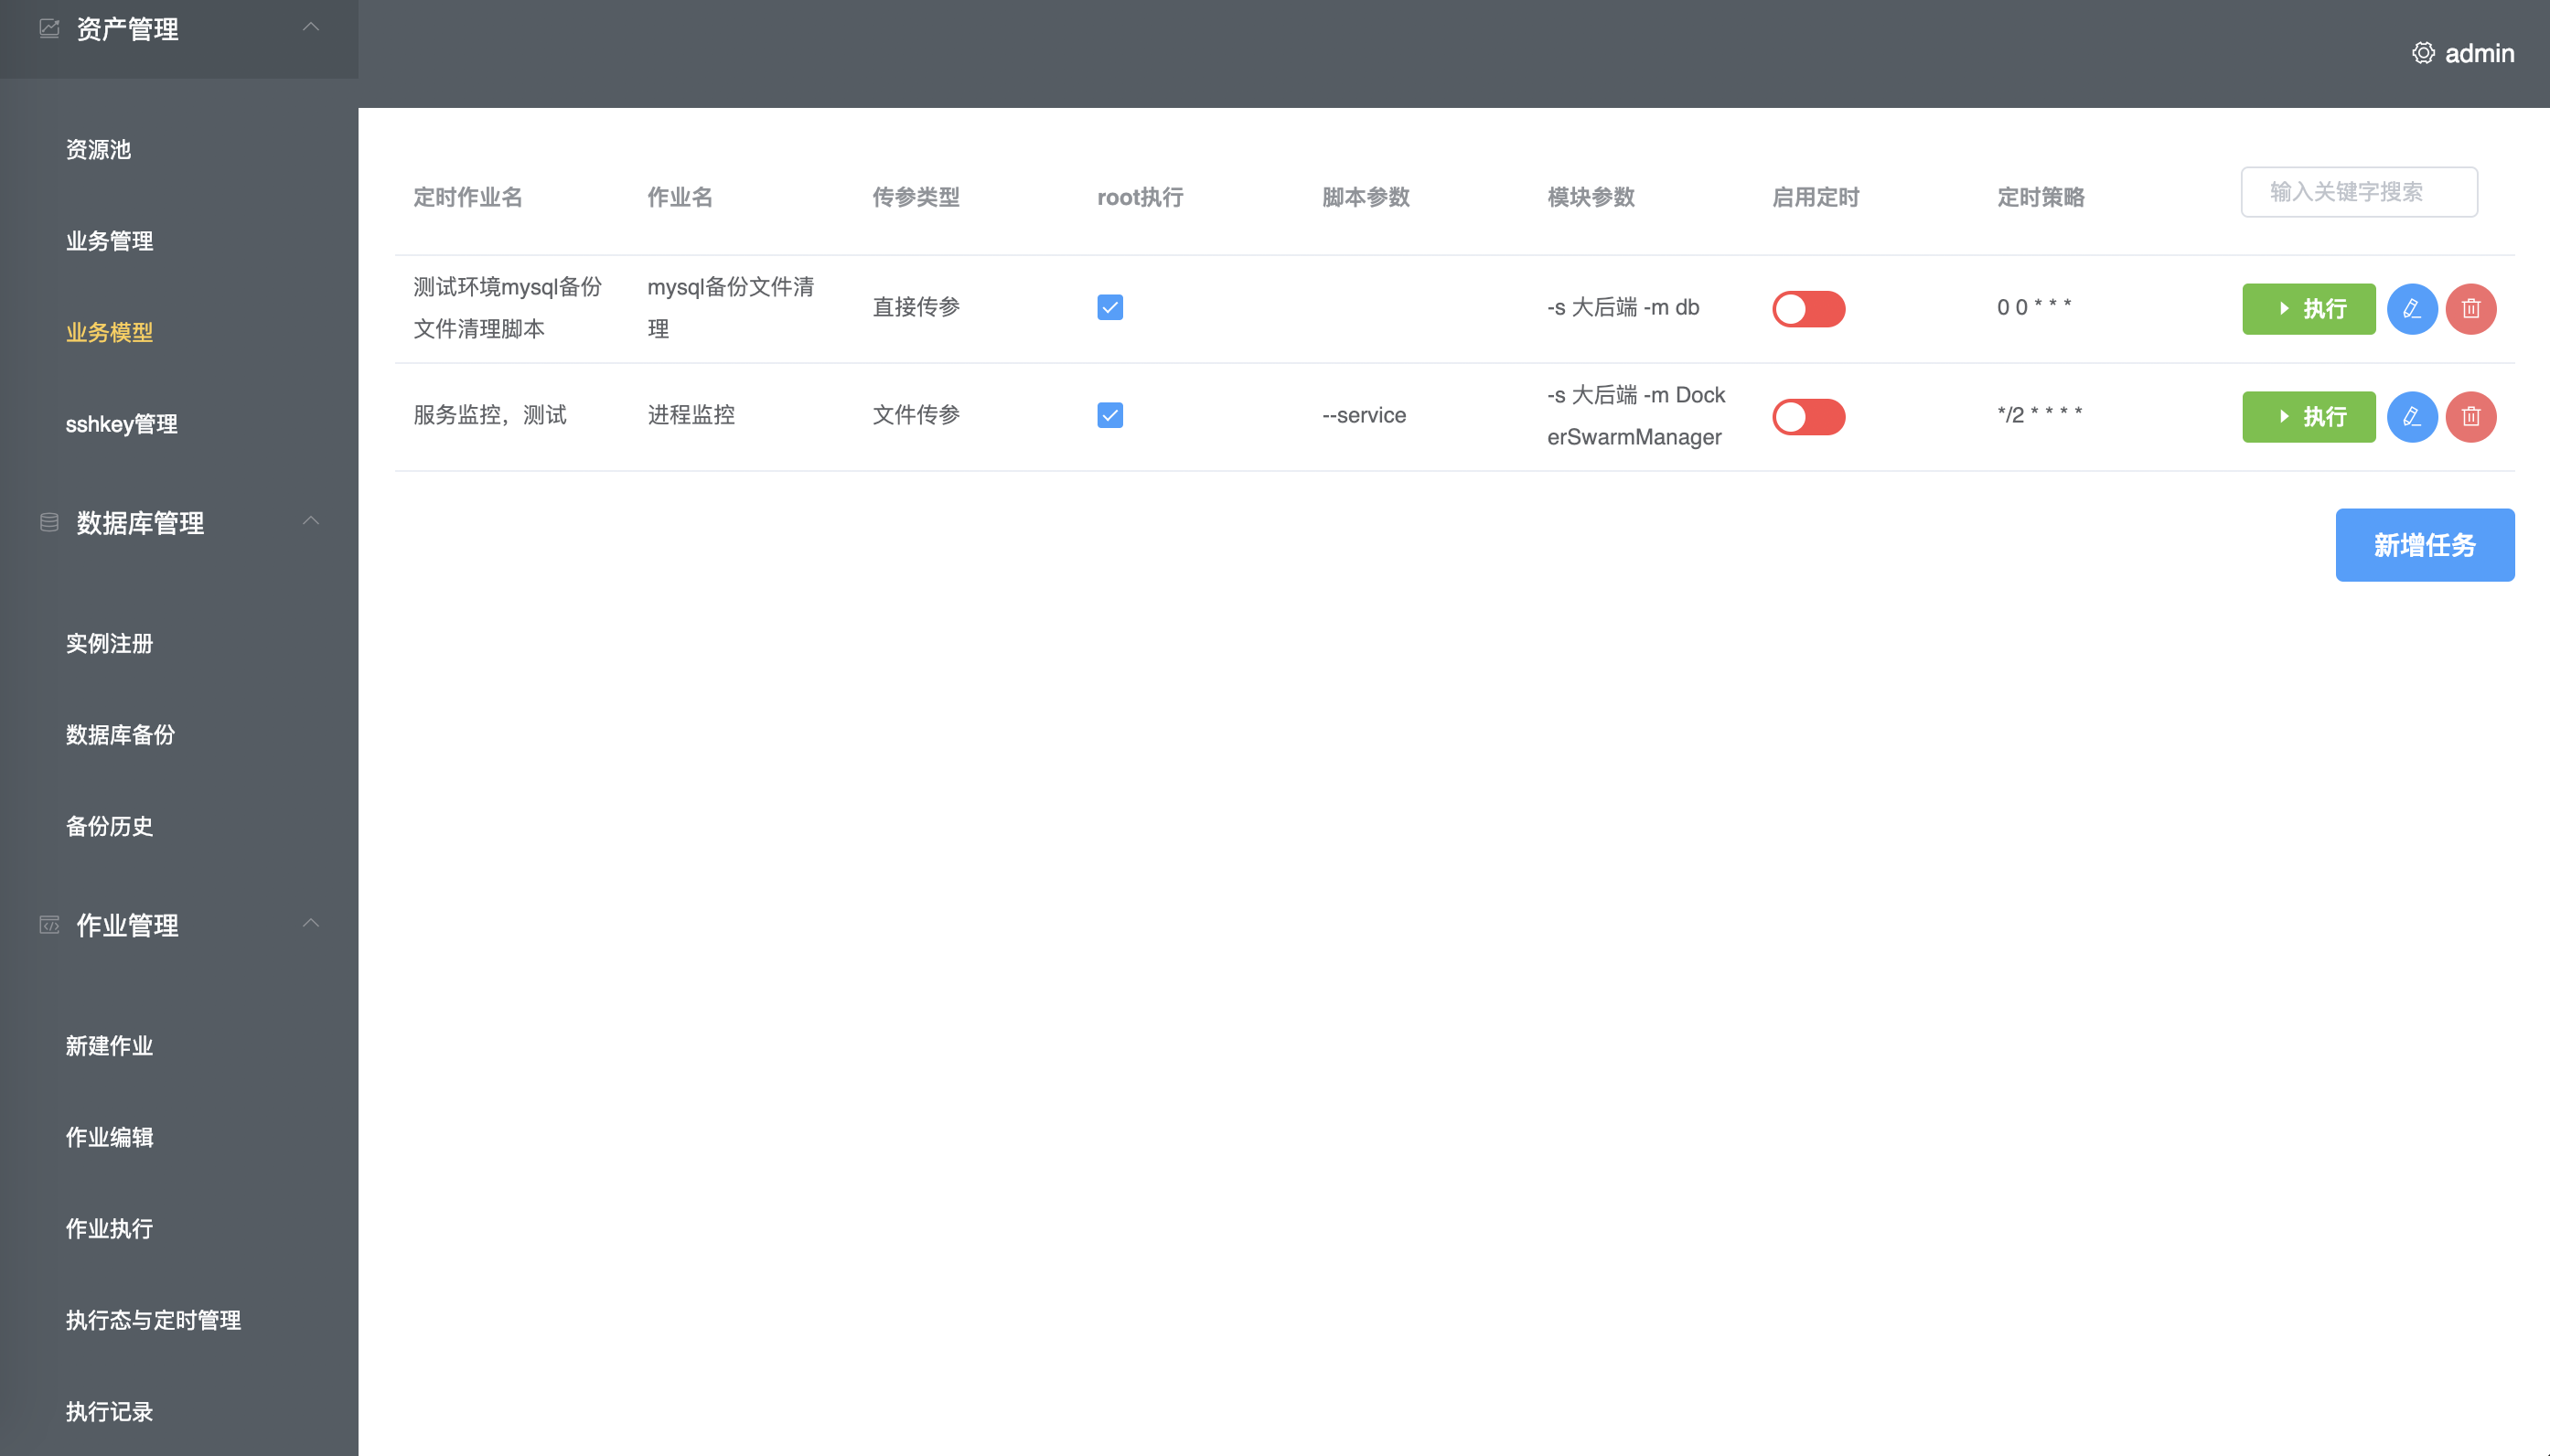 资产管理
admin
资源池
业务管理
业务模型
sshkey管理
数据库管理
实例注册
数据库备份
备份历史
作业管理
新建作业
作业编辑
作业执行
执行态与定时管理
执行记录
定时作业名 作业名 传参类型 root执行 脚本参数 模块参数 启用定时 定时策略 输入关键字搜索
测试环境mysql备份
文件清理脚本
mysql备份文件清
理
直接传参
-s 大后端 -m db
0 0 * * *
执行
服务监控，测试
进程监控
文件传参
--service
-s 大后端 -m Dock
erSwarmManager
*/2 * * * *
执行
新增任务